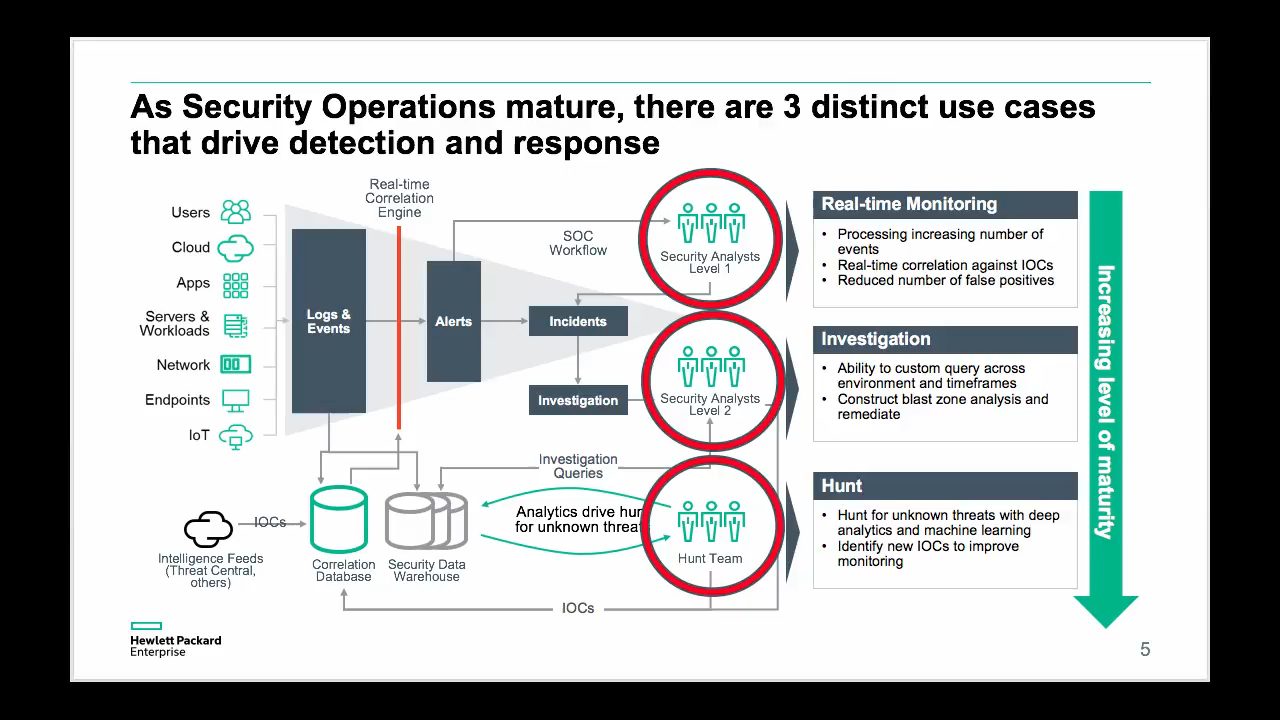 As Security Operations mature, there are 3 distinct use cases
that drive detection and response
Users
Cloud
Apps
Servers &
Workloads
Network
Endpoints
IoT
Logs &
Events
Real-time
Correlation
Engine
Alerts
SOC
Workflow
Incidents
Investigation
Security Analysts
Level 1
Security Analysts
Level 2
Investigation
Queries
Analytics drive hun
for unknown threat
Hunt Team
IOCs
Intelligence Feeds
(Threat Central,
others)
Correlation
Database
Security Data
Warehouse
IOCs
Real-time Monitoring
• Processing increasing number of
events
• Real-time correlation against IOCs
• Reduced number of false positives
Investigation
• Ability to custom query across
environment and timeframes
• Construct blast zone analysis and
remediate
Hunt
• Hunt for unknown threats with deep
analytics and machine learning
• Identify new IOCs to improve
monitoring
Increasing level of maturity
Hewlett Packard
Enterprise
5